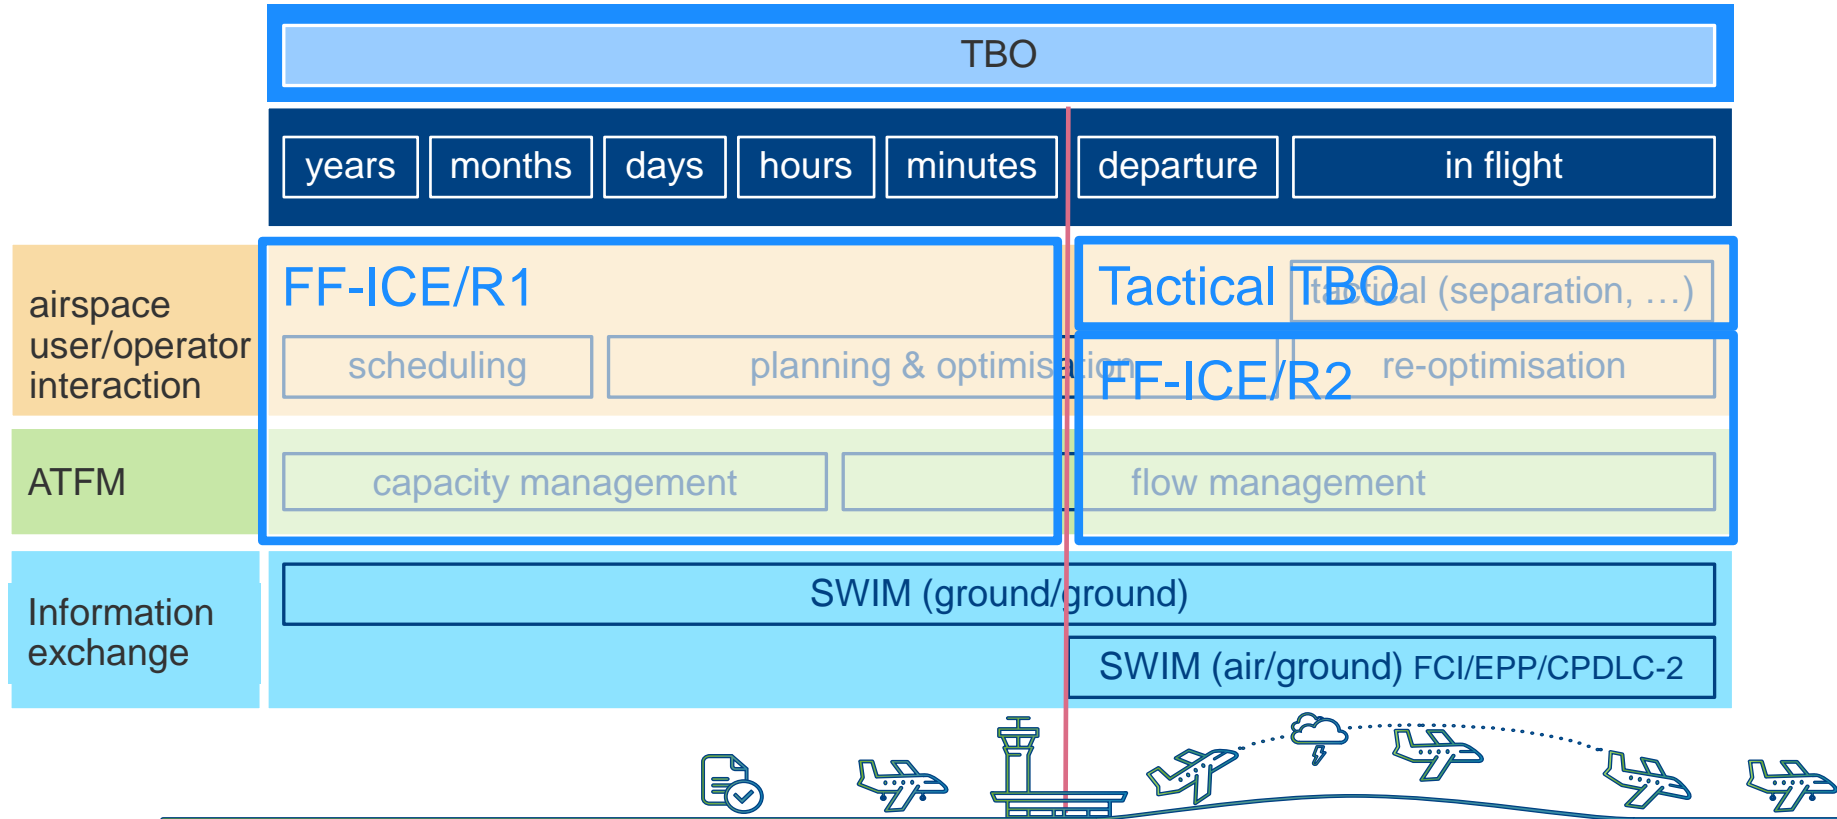 TBO
years months days hours minutes departure in flight
airspace
user/operator
interaction
FF-ICE/R1
Tactical TBO
tactical (separation, …)
scheduling
planning & optimisation
FF-ICE/R2
re-optimisation
ATFM
capacity management
flow management
Information
exchange
SWIM (ground/ground)
SWIM (air/ground) FCI/EPP/CPDLC-2